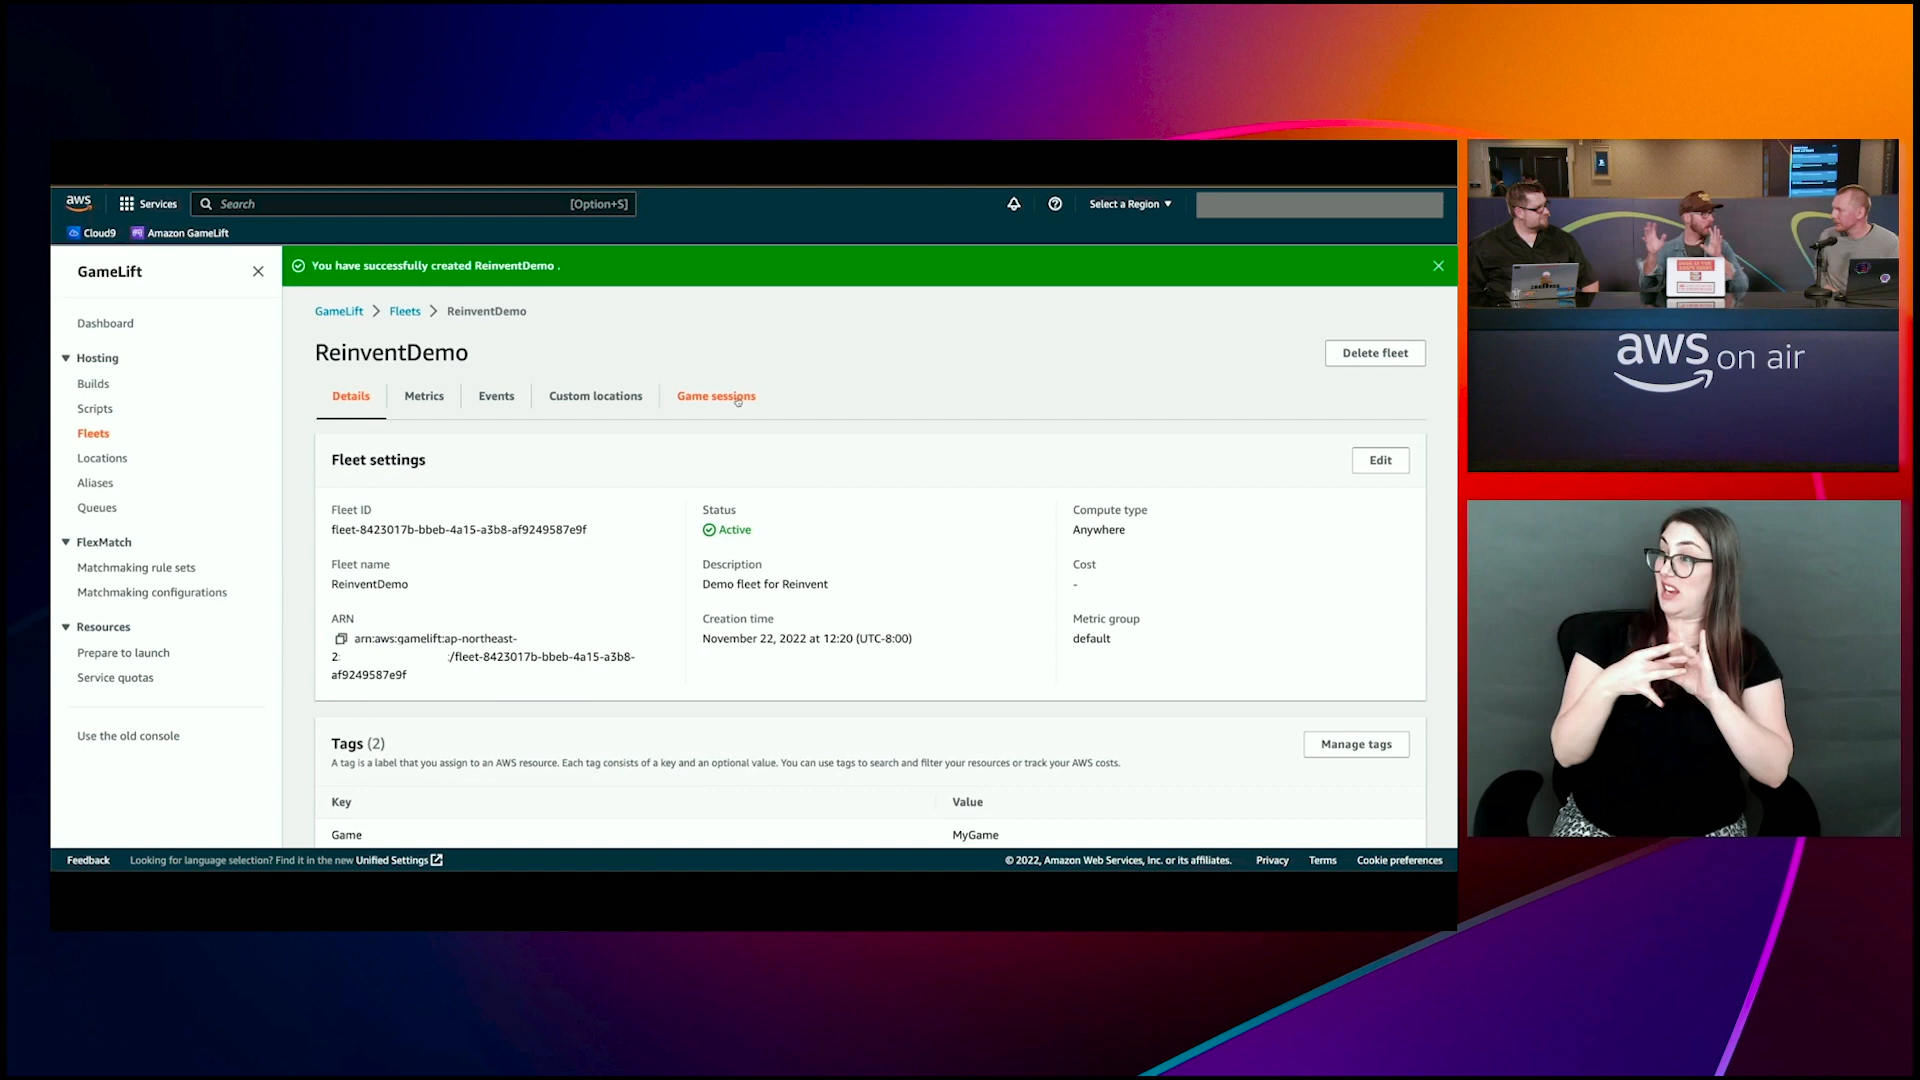 aws
Services
Search
[Option+S]
Select a Region
Cloud9
Amazon GameLift
GameLift
You have successfully created ReinventDemo .
Dashboard
Hosting
Builds
Scripts
Fleets
Locations
Aliases
Queues
FlexMatch
Matchmaking rule sets
Matchmaking configurations
Resources
Prepare to launch
Service quotas
Use the old console
GameLift > Fleets > ReinventDemo
ReinventDemo
Delete fleet
Details
Metrics
Events
Custom locations
Game sessions
Fleet settings
Edit
Fleet ID
fleet-8423017b-bbeb-4a15-a3b8-af9249587e9f
Fleet name
ReinventDemo
ARN
arn:aws:gamelift:ap-northeast-
2: :/fleet-8423017b-bbeb-4a15-a3b8-
af9249587e9f
Status
Active
Description
Demo fleet for Reinvent
Creation time
November 22, 2022 at 12:20 (UTC-8:00)
Compute type
Anywhere
Cost
-
Metric group
default
Tags (2)
Manage tags
A tag is a label that you assign to an AWS resource. Each tag consists of a key and an optional value. You can use tags to search and filter your resources or track your AWS costs.
Key
Value
Game
MyGame
Feedback
Looking for language selection? Find it in the new Unified Settings
© 2022, Amazon Web Services, Inc. or its affiliates.
Privacy
Terms
Cookie preferences
aws on air